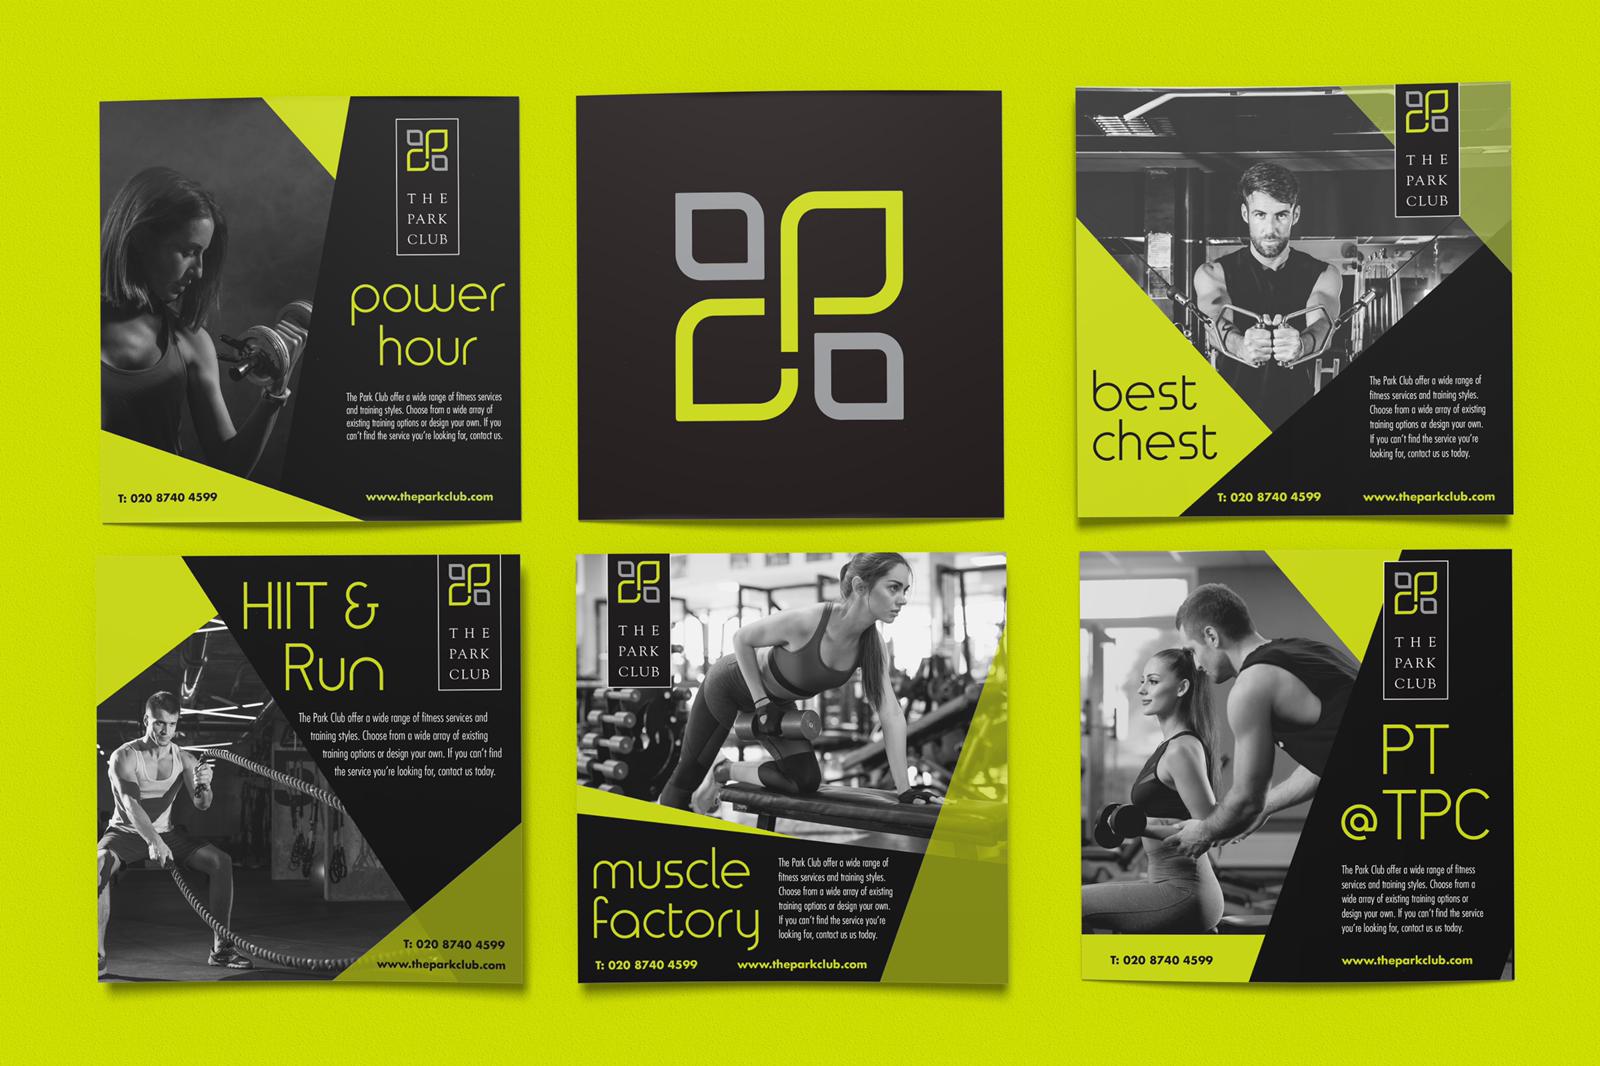 THE
PARK
CLUB
power
hour
The Park Club offer a wide range of fitness services
and training styles. Choose from a wide array of
existing training options or design your own. If you
can't find the service you're looking for, contact us.
T: 020 8740 4599
www.theparkclub.com
THE
PARK
CLUB
best
chest
The Park Club offer a wide range of
fitness services and training styles.
Choose from a wide array of existing
training options or design your own.
If you can't find the service you're
looking for, contact us us today.
T: 020 8740 4599
www.theparkclub.com
HIIT &
Run
THE
PARK
CLUB
The Park Club offer a wide range of fitness services and
training styles. Choose from a wide array of existing
training options or design your own. If you can't find
the service you're looking for, contact us today.
T: 020 8740 4599
www.theparkclub.com
THE
PARK
CLUB
muscle
factory
The Park Club offer a wide range of
fitness services and training styles.
Choose from a wide array of existing
training options or design your own.
If you can't find the service you're
looking for, contact us us today.
T: 020 8740 4599
www.theparkclub.com
THE
PARK
CLUB
PT
@TPC
The Park Club offer a wide range of fitness
services and training styles. Choose from a
wide array of existing training options or
design your own. If you can't find the service
you're looking for, contact us us today.
T: 020 8740 4599
www.theparkclub.com